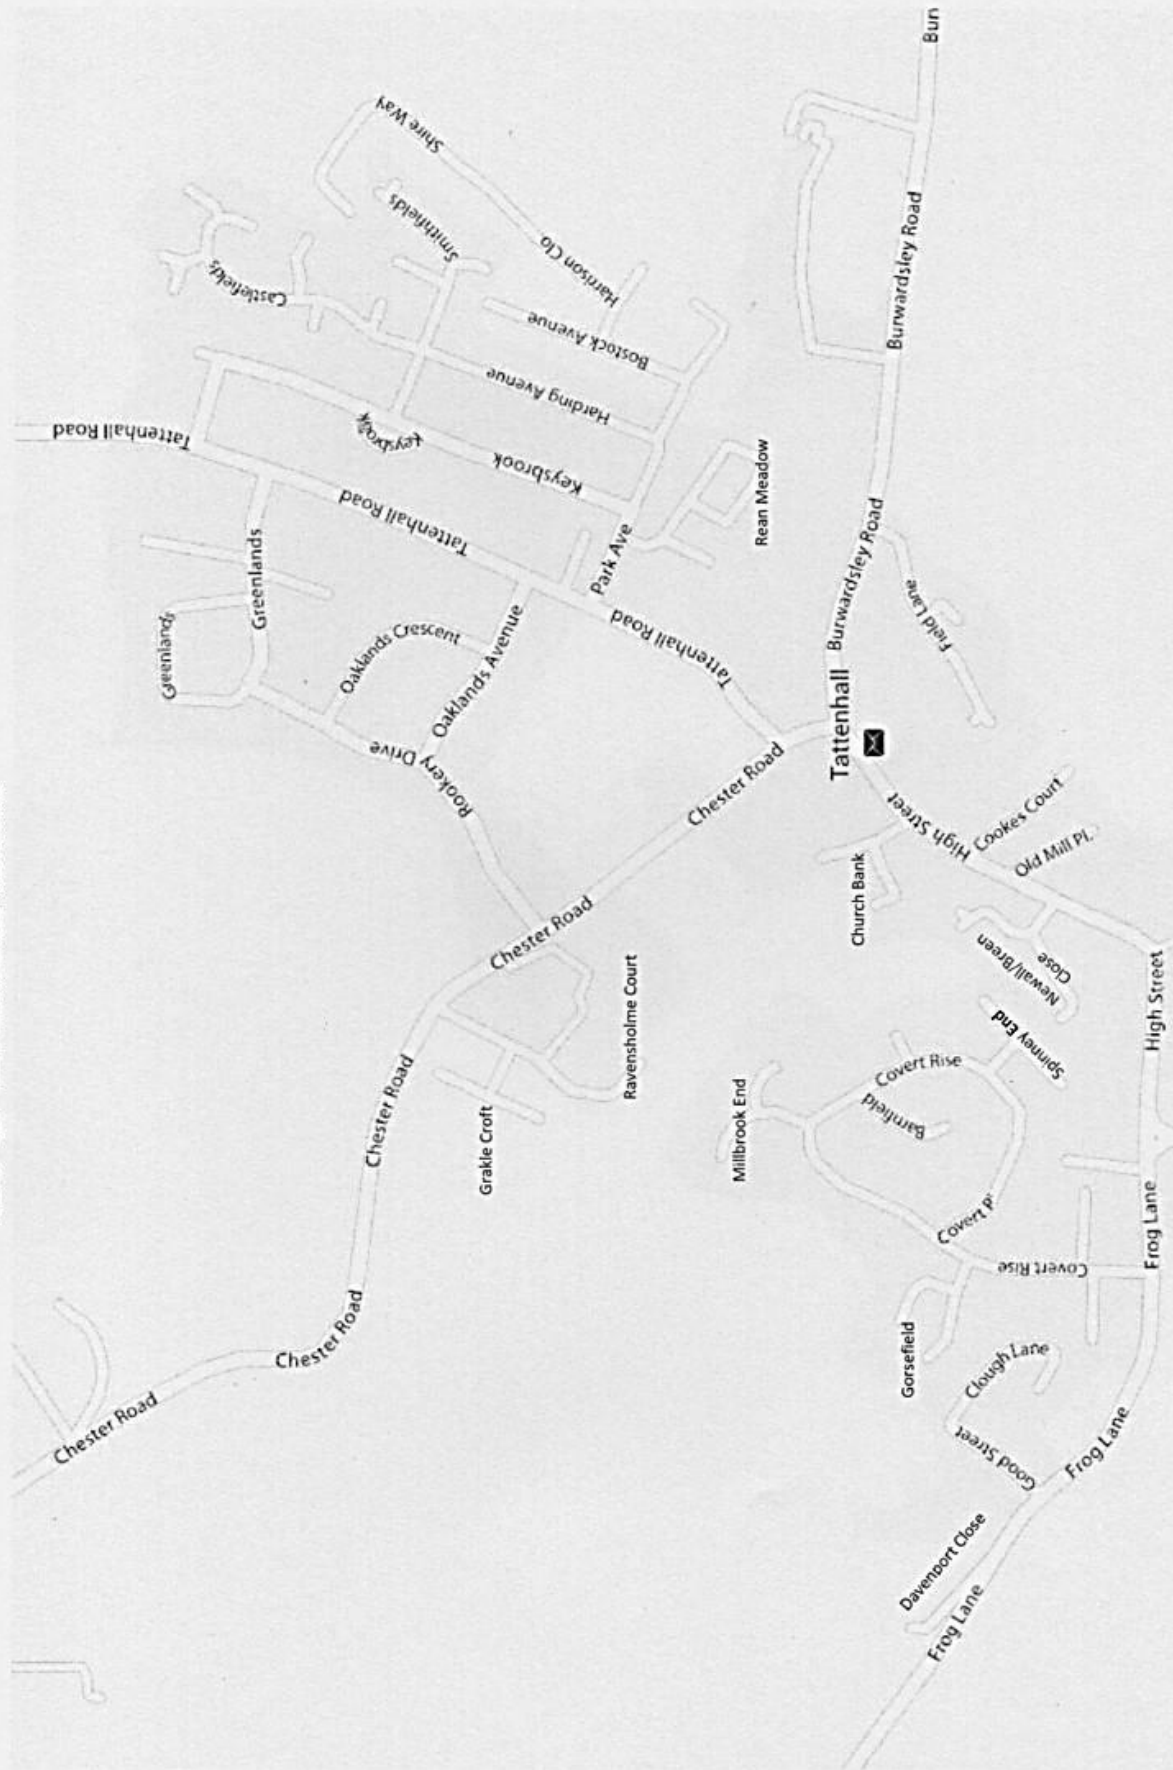 Bun
Shire Way
Smithfields
Harrison Clo
Castlefields
Bostock Avenue
Burwardsley Road
Harding Avenue
Tattenhall Road
Keysbrook
Keysbrook
Tattenhall Road
Rean Meadow
Park Ave
Burwardsley Road
Greenlands
Greenlands
Oaklands Crescent
Oaklands Avenue
Tattenhall Road
Field Lane
Rookery Drive
Tattenhall
Chester Road
High Street
Cookes Court
Old Mill Pl.
Church Bank
Chester Road
Newall/Breen
Close
Ravensholme Court
High Street
Spinney End
Covert Rise
Chester Road
Barnfield
Millbrook End
Grakle Croft
Covert
Frog Lane
Covert Rise
Chester Road
Gorsefield
Clough Lane
Good Street
Chester Road
Frog Lane
Davenport Close
Frog Lane